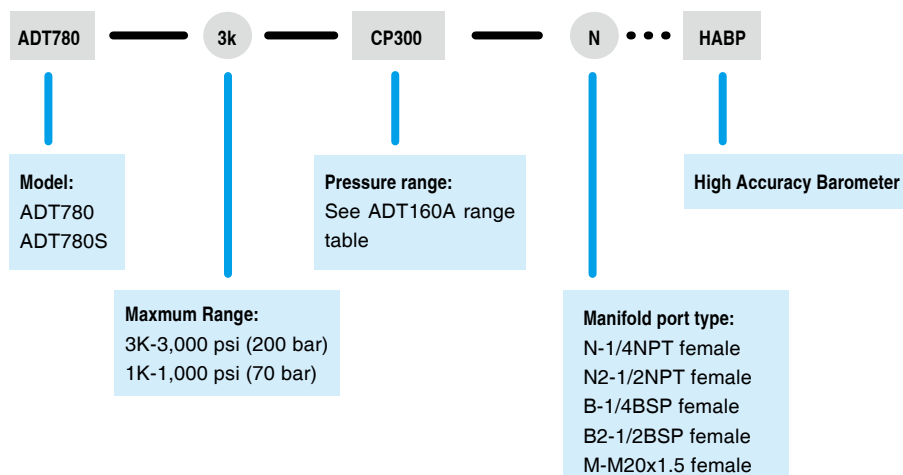 ADT780
3k
CP300
N
HABP
Model:
ADT780
ADT780S
Pressure range:
See ADT160A range
table
High Accuracy Barometer
Maxmum Range:
3K-3,000 psi (200 bar)
1K-1,000 psi (70 bar)
Manifold port type:
N-1/4NPT female
N2-1/2NPT female
B-1/4BSP female
B2-1/2BSP female
M-M20x1.5 female